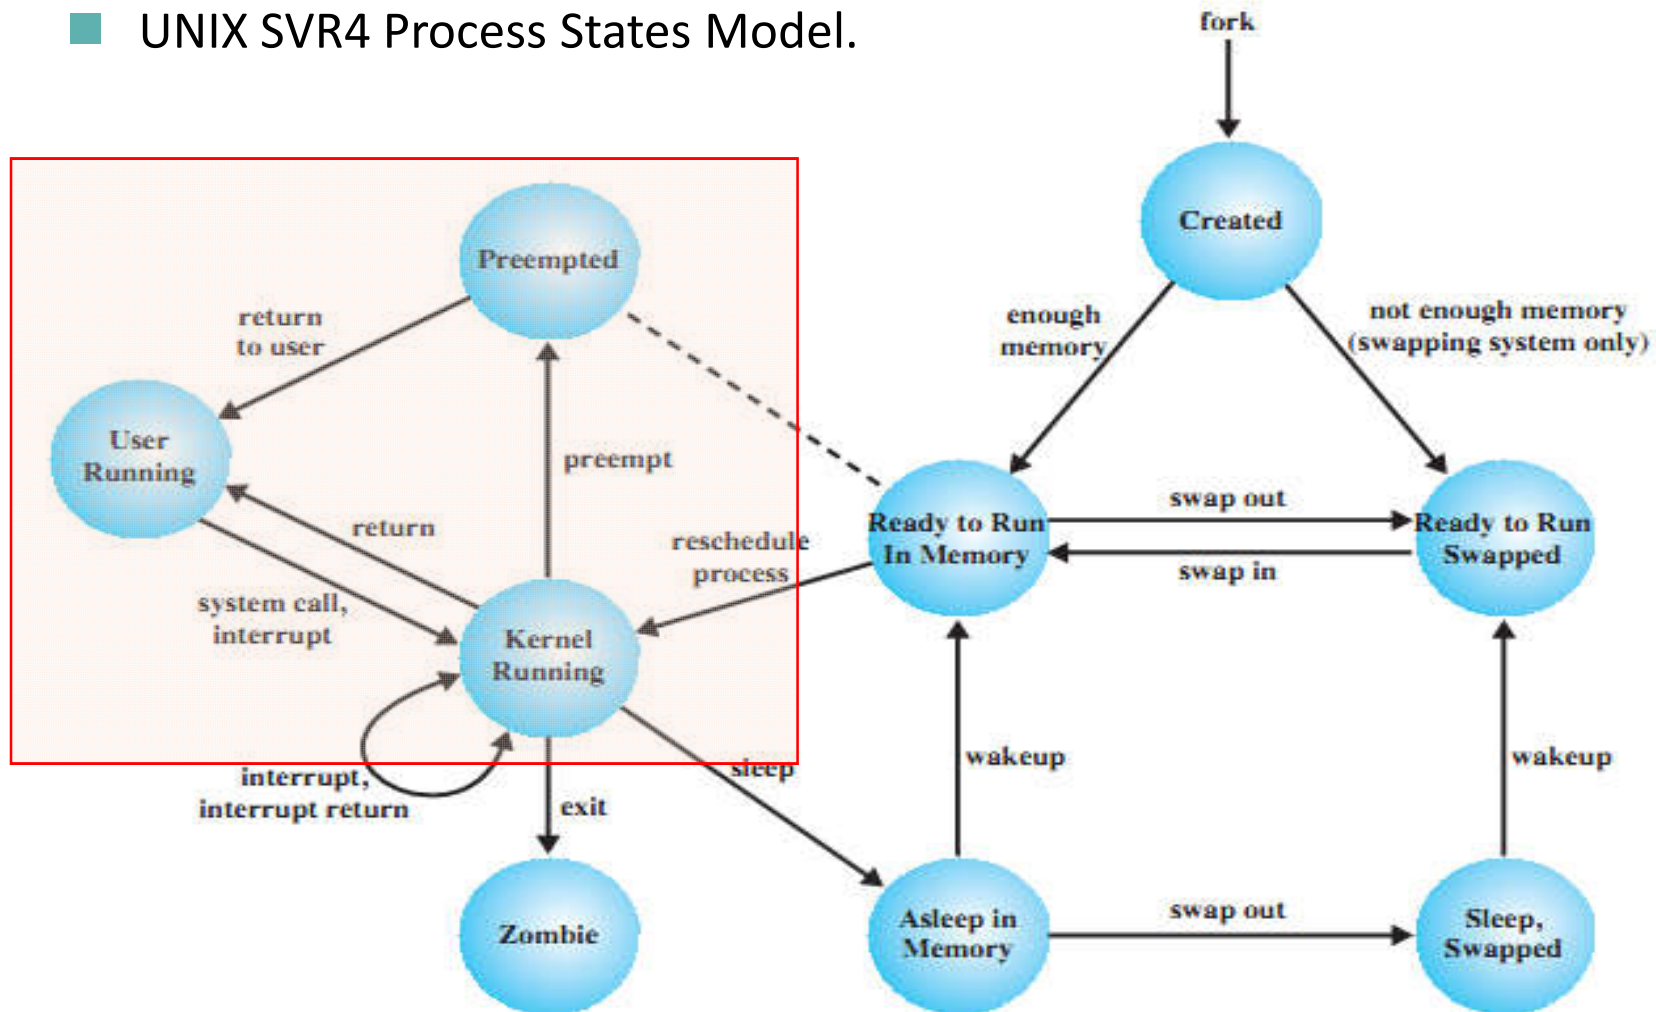 UNIX SVR4 Process States Model.
fork
Created
Preempted
return
to user
enough
memory
not enough memory
(swapping system only)
User
Running
preempt
return
swap out
Ready to Run
In Memory
Ready to Run
Swapped
reschedule
process
swap in
system call,
interrupt
Kernel
Running
interrupt,
interrupt return
sleep
wakeup
wakeup
exit
Zombie
Asleep in
Memory
swap out
Sleep,
Swapped